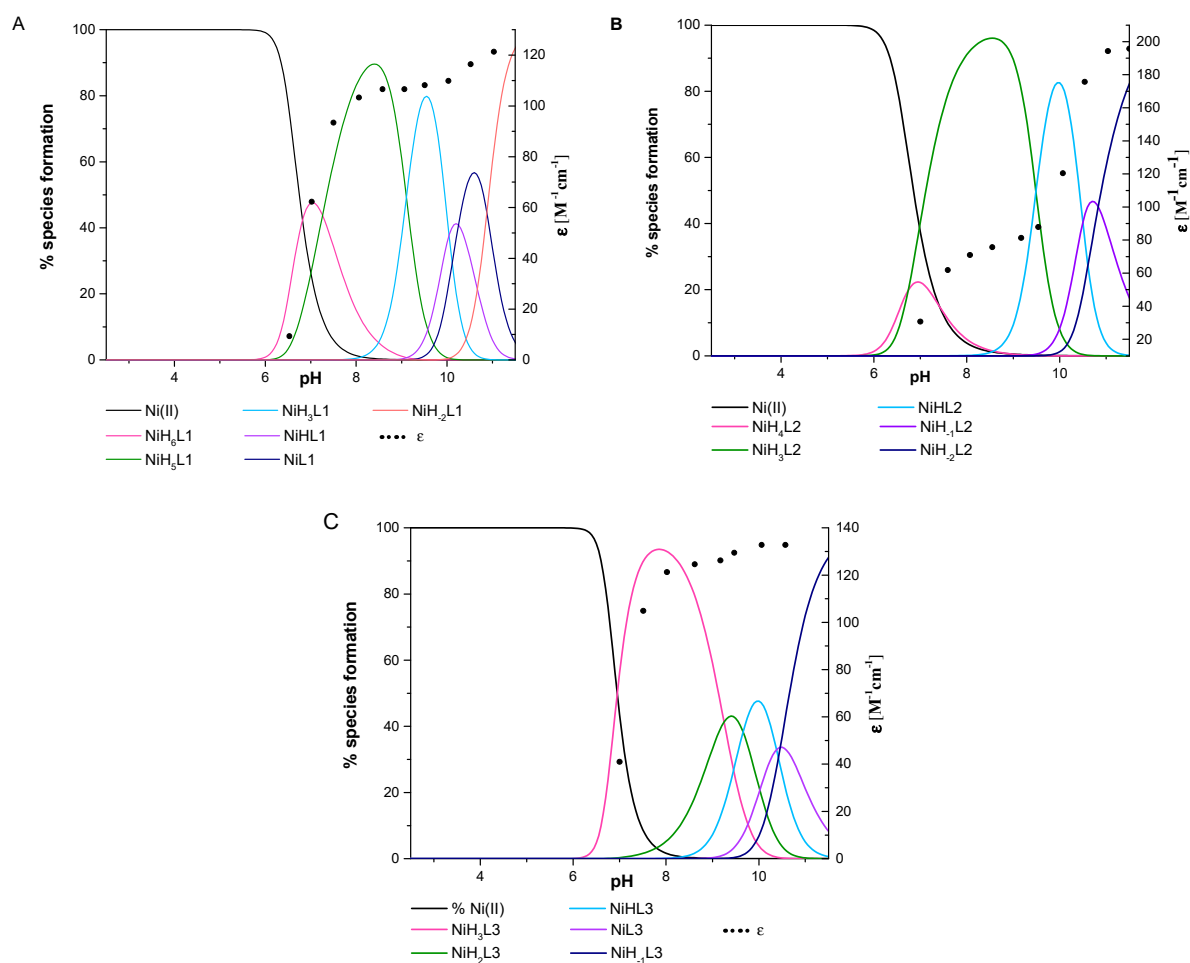 A
% species formation
100
80
60
40
20
0
4
6
8
10
pH
120
100
80
60
40
20
0
ε [M⁻¹cm⁻¹]
Ni(II)
NiH₃L1
NiH₋₂L1
NiH₆L1
NiHL1
ε
NiH₅L1
NiL1
B
% species formation
100
80
60
40
20
0
4
6
8
10
pH
200
180
160
140
120
100
80
60
40
20
ε [M⁻¹cm⁻¹]
Ni(II)
NiHL2
NiH₄L2
NiH₋₁L2
NiH₃L2
NiH₋₂L2
C
% species formation
100
80
60
40
20
0
4
6
8
10
pH
140
120
100
80
60
40
20
0
ε [M⁻¹cm⁻¹]
% Ni(II)
NiHL3
NiH₃L3
NiL3
ε
NiH₂L3
NiH₋₁L3